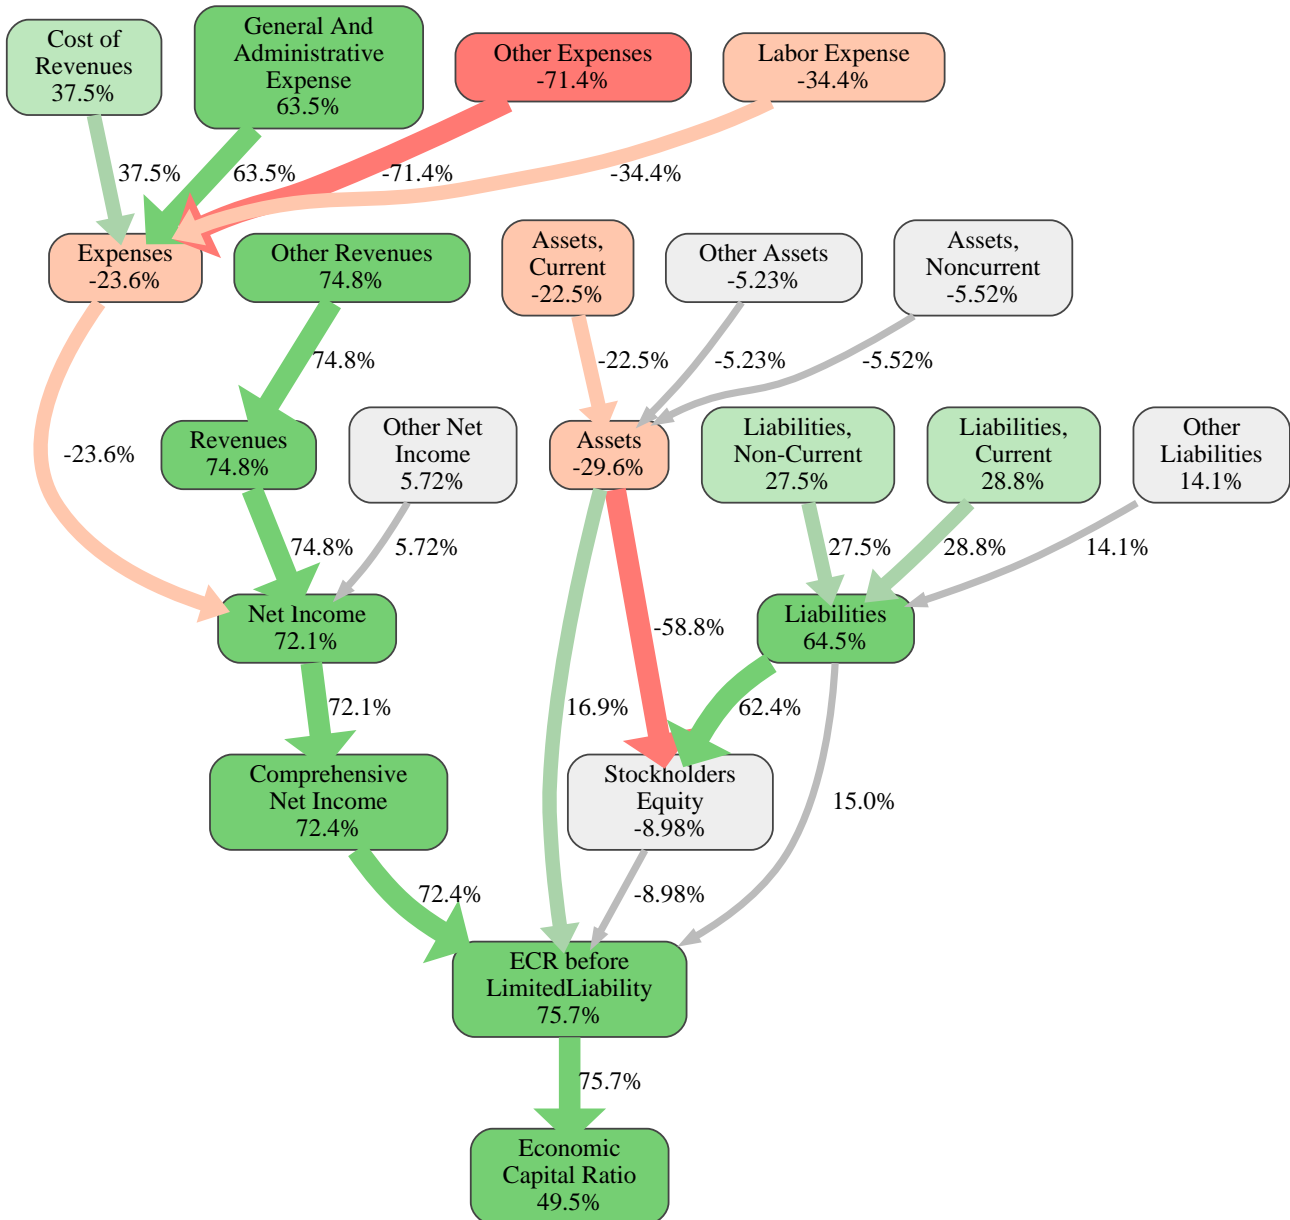 Cost of
Revenues
37.5%
General And
Administrative
Expense
63.5%
Other Expenses
-71.4%
Labor Expense
-34.4%
37.5%
63.5%
-71.4%
-34.4%
Expenses
-23.6%
Other Revenues
74.8%
Assets,
Current
-22.5%
Other Assets
-5.23%
Assets,
Noncurrent
-5.52%
74.8%
-22.5%
-5.23%
-5.52%
-23.6%
Revenues
74.8%
Other Net
Income
5.72%
Assets
-29.6%
Liabilities,
Non-Current
27.5%
Liabilities,
Current
28.8%
Other
Liabilities
14.1%
74.8%
5.72%
27.5%
28.8%
14.1%
Net Income
72.1%
-58.8%
Liabilities
64.5%
72.1%
16.9%
62.4%
Comprehensive
Net Income
72.4%
Stockholders
Equity
-8.98%
15.0%
72.4%
-8.98%
ECR before
LimitedLiability
75.7%
75.7%
Economic
Capital Ratio
49.5%